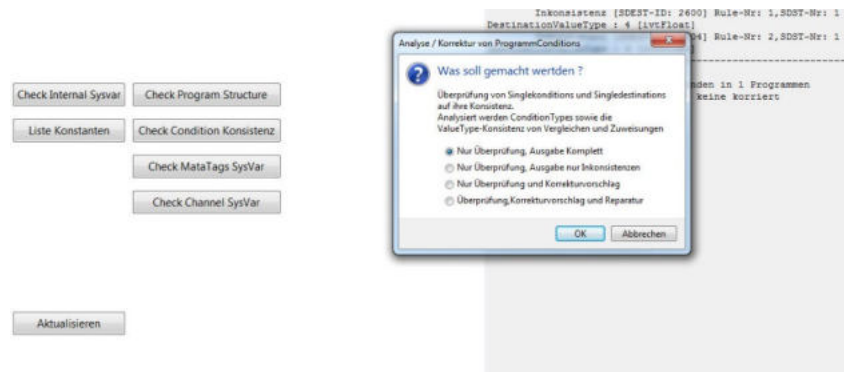 Inkonsistenz [SDEST-ID: 2600] Rule-Nr: 1,SDST-Nr: 1
DestinationValueType : 4 [ivtFloat]
04] Rule-Nr: 2,SDST-Nr: 1
nden in 1 Programmen
keine korriert
Check Internal Sysvar
Check Program Structure
Liste Konstanten
Check Condition Konsistenz
Check MataTags SysVar
Check Channel SysVar
Aktualisieren
Analyse / Korrektur von ProgrammConditions
Was soll gemacht wertden ?
Überprüfung von Singlekonditions und Singledestinations
auf ihre Konsistenz.
Analysiert werden ConditionTypes sowie die
ValueType-Konsistenz von Vergleichen und Zuweisungen
Nur Überprüfung, Ausgabe Komplett
Nur Überprüfung, Ausgabe nur Inkonsistenzen
Nur Überprüfung und Korrekturvorschlag
Überprüfung,Korrekturvorschlag und Reparatur
OK
Abbrechen